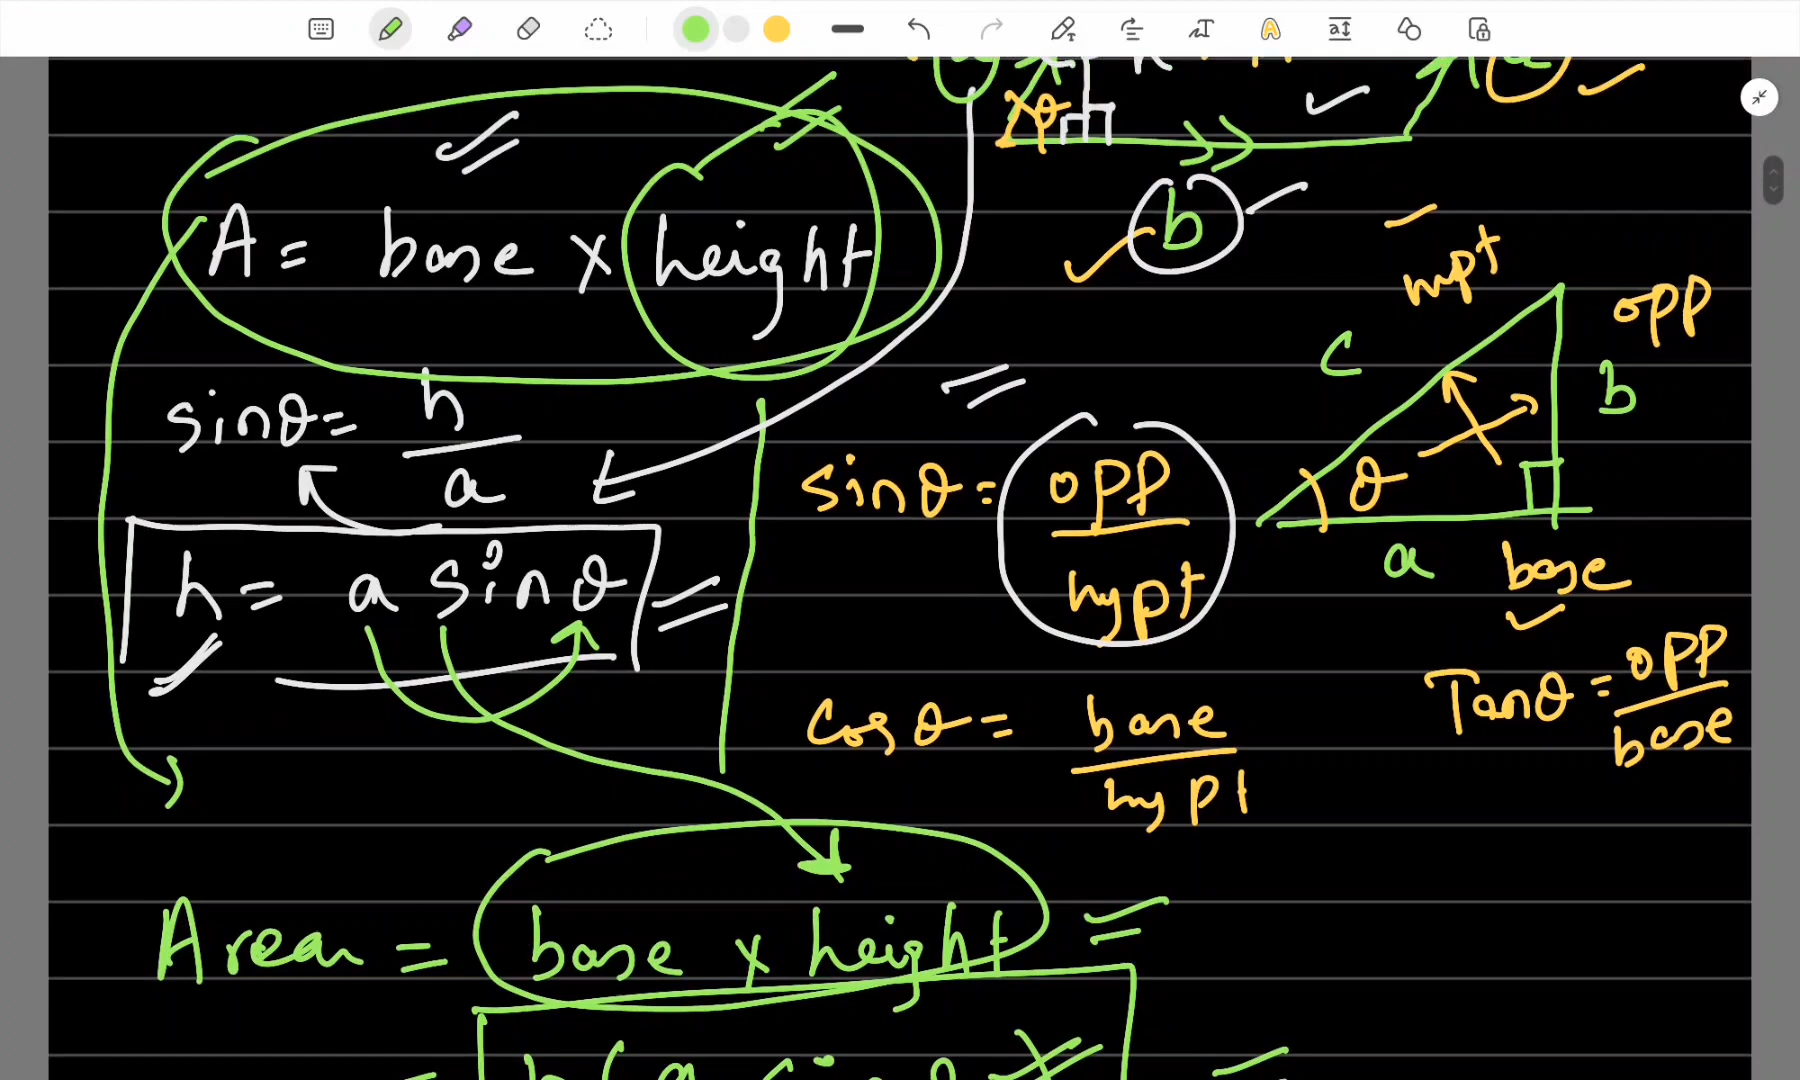 b
A = base x height
hypt
opp
c
b
sinθ = h/a
sinθ = opp/hypt
θ
a
base
h = a sinθ
Tanθ = opp/base
cosθ = base/hypt
Area = base x height